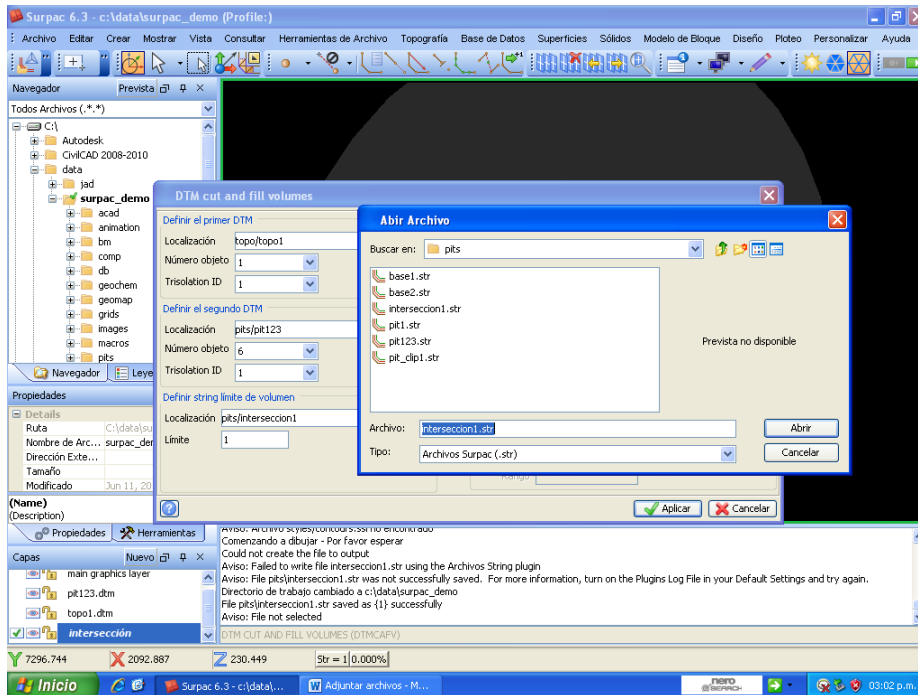 Surpac 6.3 - c:\data\surpac_demo (Profile:)
Archivo Editar Crear Mostrar Vista Consultar Herramientas de Archivo Topografía Base de Datos Superficies Sólidos Modelo de Bloque Diseño Ploteo Personalizar Ayuda
Navegador Prevista
Todos Archivos (.*.*)
C:\
Autodesk
CivilCAD 2008-2010
data
jad
surpac_demo
acad
animation
bm
comp
db
geochem
geomap
grids
images
macros
pits
Navegador Leye
Propiedades
Details
Ruta C:\data\su
Nombre de Arc... surpac_der
Dirección Exte...
Tamaño
Modificado Jun 11, 20
(Name)
(Description)
Propiedades Herramientas
Capas Nuevo
main graphics layer
pit123.dtm
topo1.dtm
intersección
DTM cut and fill volumes
Definir el primer DTM
Localización topo/topo1
Número objeto 1
Trisolation ID 1
Definir el segundo DTM
Localización pits/pit123
Número objeto 6
Trisolation ID 1
Definir string límite de volumen
Localización pits/interseccion1
Límite 1
Rango
Aplicar Cancelar
Abir Archivo
Buscar en: pits
base1.str
base2.str
interseccion1.str
pit1.str
pit123.str
pit_clip1.str
Prevista no disponible
Archivo: interseccion1.str Abrir
Tipo: Archivos Surpac (.str) Cancelar
Aviso: Archivo styles/contours.ssi no encontrado
Comenzando a dibujar - Por favor esperar
Could not create the file to output
Aviso: Failed to write file interseccion1.str using the Archivos String plugin
Aviso: File pits\interseccion1.str was not successfully saved. For more information, turn on the Plugins Log File in your Default Settings and try again.
Directorio de trabajo cambiado a c:\data\surpac_demo
File pits\interseccion1.str saved as {1} successfully
Aviso: File not selected
DTM CUT AND FILL VOLUMES (DTMCAFV)
Y 7296.744 X 2092.887 Z 230.449 Str = 1 0.000%
Inicio Surpac 6.3 - c:\data\... Adjuntar archivos - M... nero SEARCH 03:02 p.m.